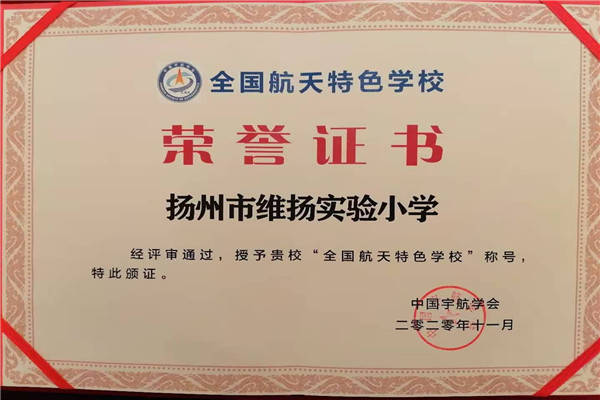 全国航天特色学校
荣誉证书
扬州市维扬实验小学
经评审通过，授予贵校“全国航天特色学校”称号，
特此颁证。
中国宇航学会
二零二零年十一月